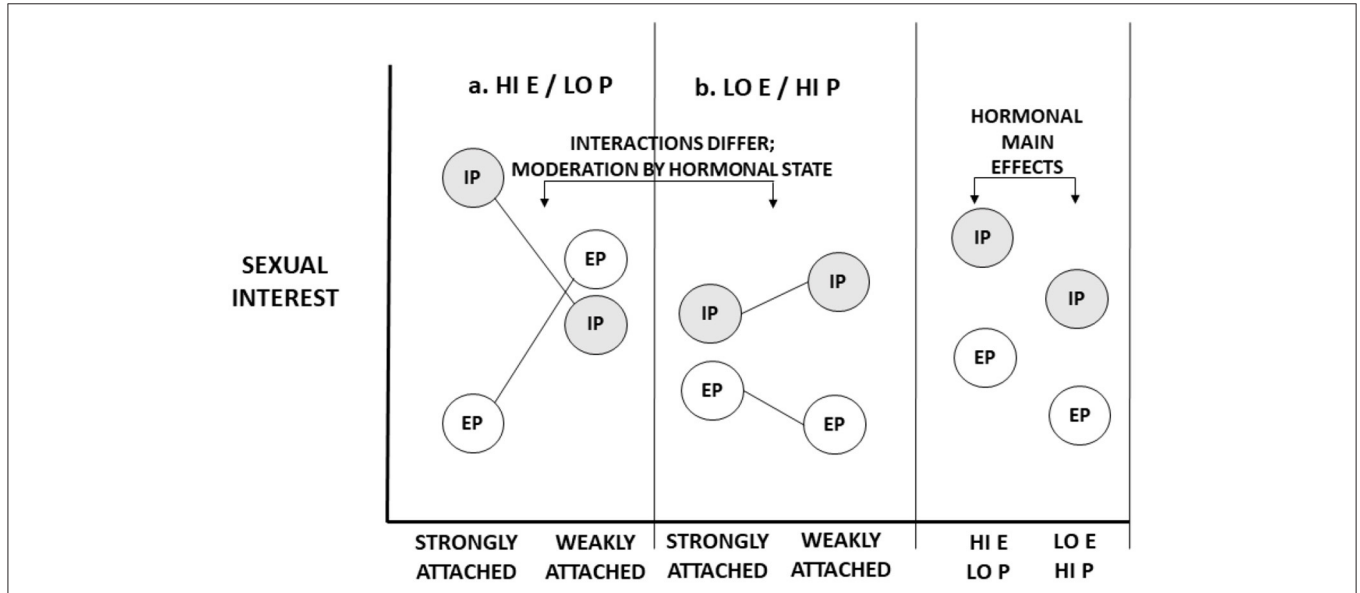 a. HI E / LO P
b. LO E / HI P
HORMONAL
MAIN
EFFECTS
INTERACTIONS DIFFER;
MODERATION BY HORMONAL STATE
SEXUAL
INTEREST
IP
EP
EP
IP
IP
IP
EP
EP
IP
IP
EP
EP
STRONGLY
ATTACHED
WEAKLY
ATTACHED
STRONGLY
ATTACHED
WEAKLY
ATTACHED
HI E
LO P
LO E
HI P